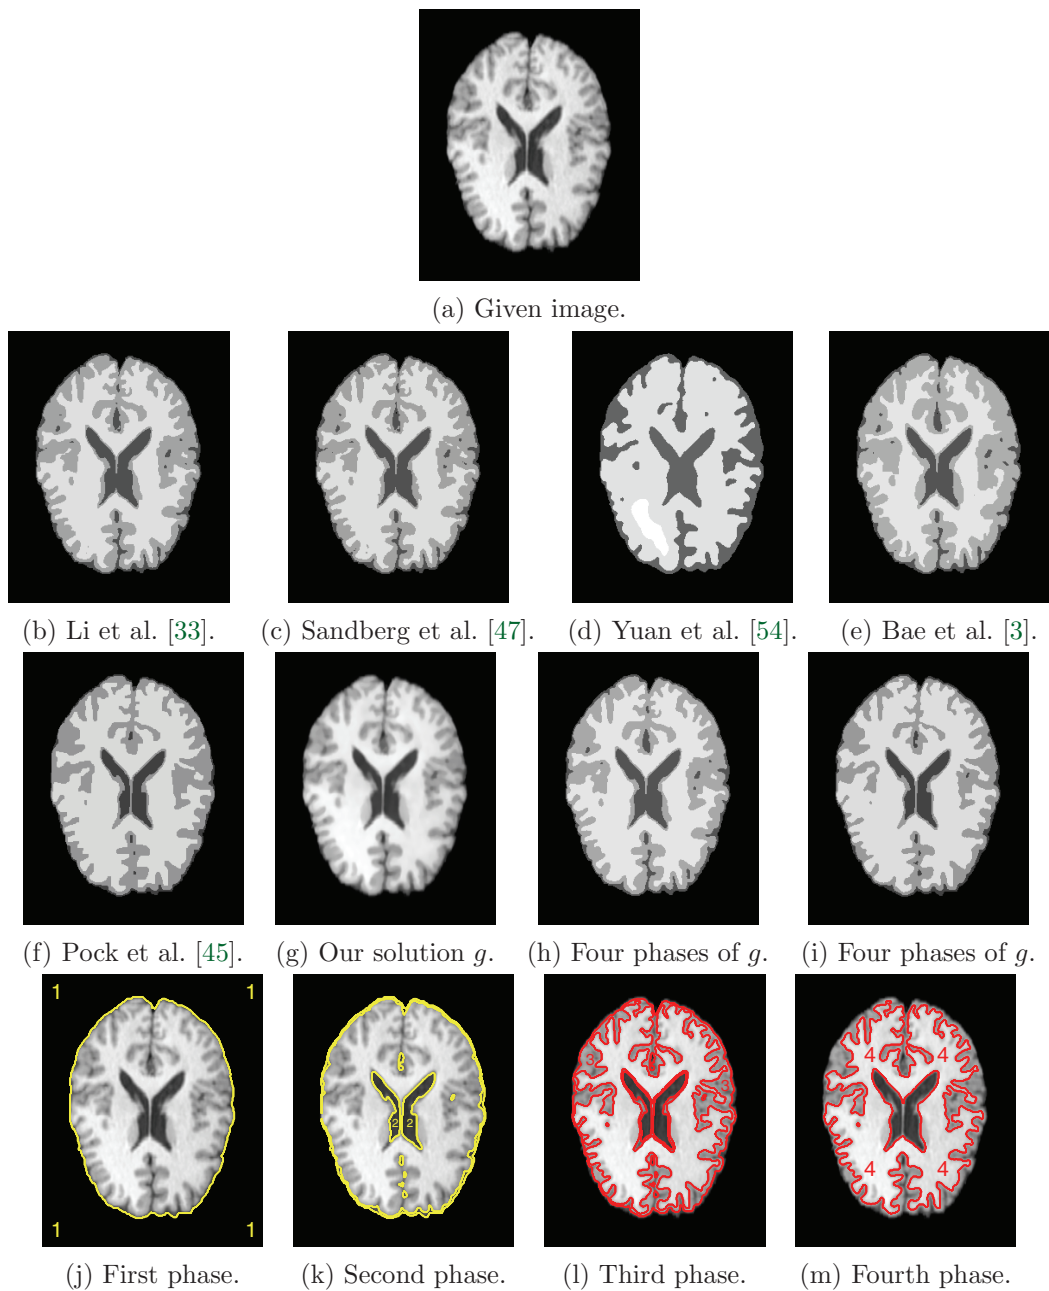 (a) Given image.
(b) Li et al. [33]. (c) Sandberg et al. [47]. (d) Yuan et al. [54]. (e) Bae et al. [3].
(f) Pock et al. [45]. (g) Our solution g. (h) Four phases of g. (i) Four phases of g.
1 1
3 3 4 4
2 2
4 4
1 1
(j) First phase. (k) Second phase. (l) Third phase. (m) Fourth phase.